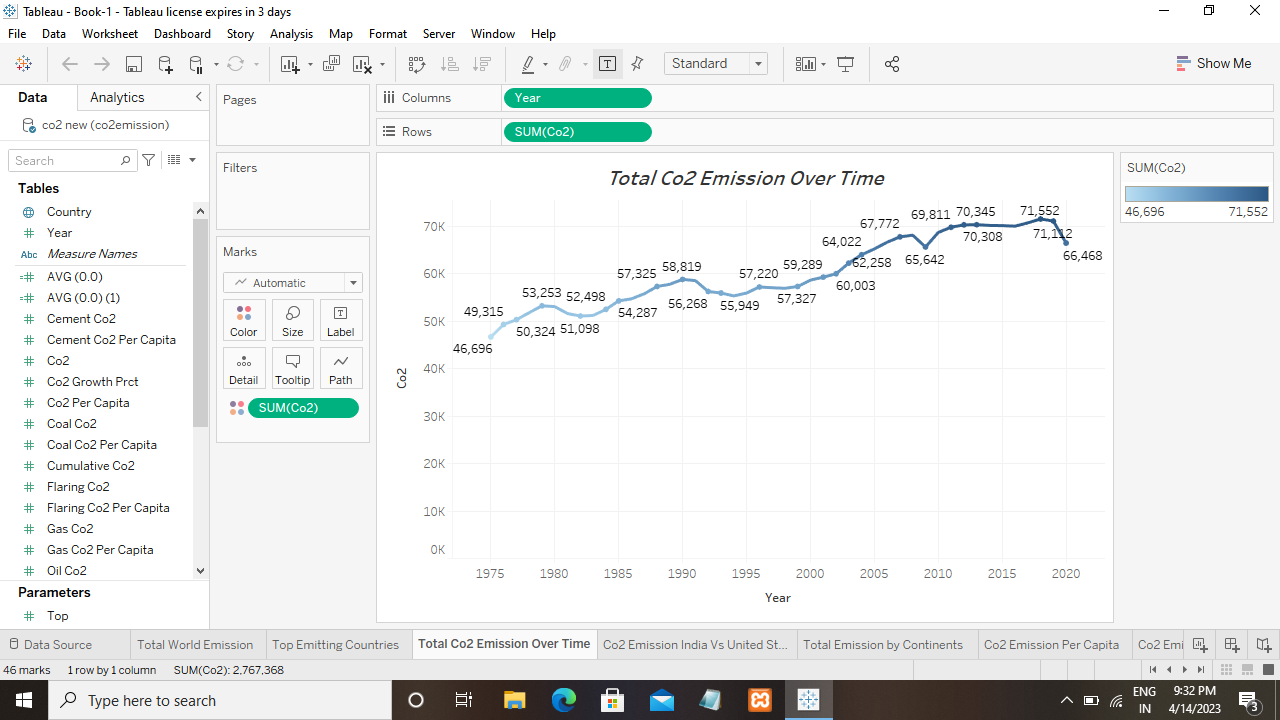 Tableau - Book-1 - Tableau license expires in 3 days
File Data Worksheet Dashboard Story Analysis Map Format Server Window Help
Standard
Show Me
Data Analytics
co2 new (co2emission)
Search
Tables
Country
Year
Abc Measure Names
AVG (0.0)
AVG (0.0) (1)
Cement Co2
Cement Co2 Per Capita
Co2
Co2 Growth Prct
Co2 Per Capita
Coal Co2
Coal Co2 Per Capita
Cumulative Co2
Flaring Co2
Flaring Co2 Per Capita
Gas Co2
Gas Co2 Per Capita
Oil Co2
Parameters
Top
Pages
Filters
Marks
Automatic
Color Size Label
Detail Tooltip Path
SUM(Co2)
Columns Year
Rows SUM(Co2)
Total Co2 Emission Over Time
Co2
70K
60K
50K
40K
30K
20K
10K
0K
46,696
49,315
50,324
53,253
51,098
52,498
54,287
57,325
58,819
56,268
55,949
57,220
57,327
59,289
60,003
64,022
62,258
67,772
65,642
69,811
70,345
70,308
71,552
71,112
66,468
1975 1980 1985 1990 1995 2000 2005 2010 2015 2020
Year
SUM(Co2)
46,696 71,552
Data Source Total World Emission Top Emitting Countries Total Co2 Emission Over Time Co2 Emission India Vs United St... Total Emission by Continents Co2 Emission Per Capita Co2 Emi
46 marks 1 row by 1 column SUM(Co2): 2,767,368
Type here to search
ENG
IN
9:32 PM
4/14/2023
3